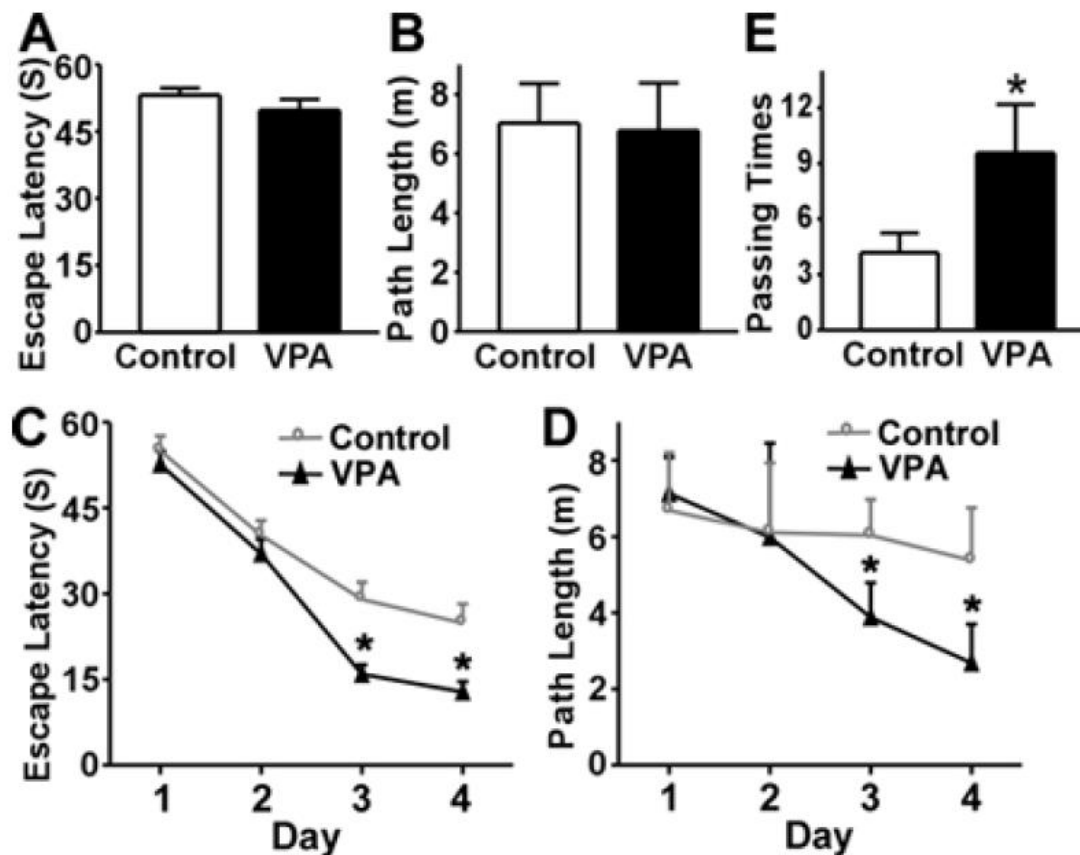 A
Escape Latency (S)
60
45
30
15
0
Control VPA
B
Path Length (m)
8
6
4
2
0
Control VPA
E
Passing Times
12
9
6
3
0
*
Control VPA
C
Escape Latency (S)
60
45
30
15
0
Control
VPA
*
*
1 2 3 4
Day
D
Path Length (m)
8
6
4
2
0
Control
VPA
*
*
1 2 3 4
Day